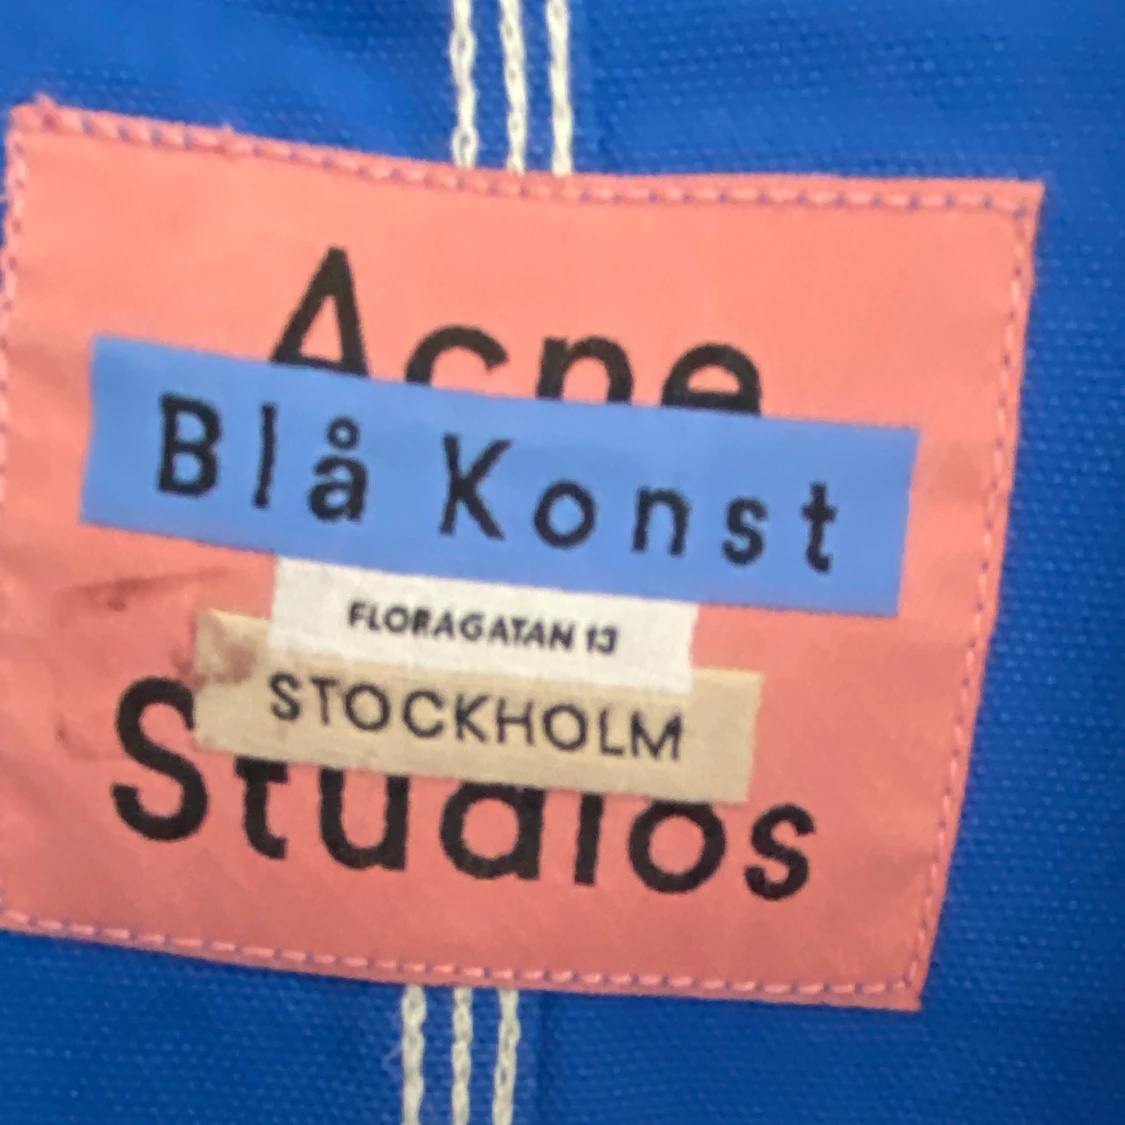 Acne
Blå Konst
FLORAGATAN 13
STOCKHOLM
Studios